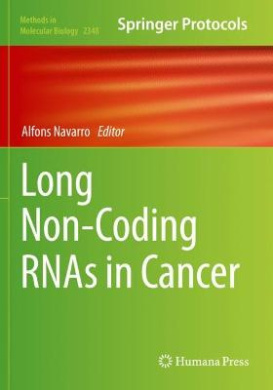 Methods in
Molecular Biology 2348
Springer Protocols
Alfons Navarro Editor
Long
Non-Coding
RNAs in Cancer
Humana Press